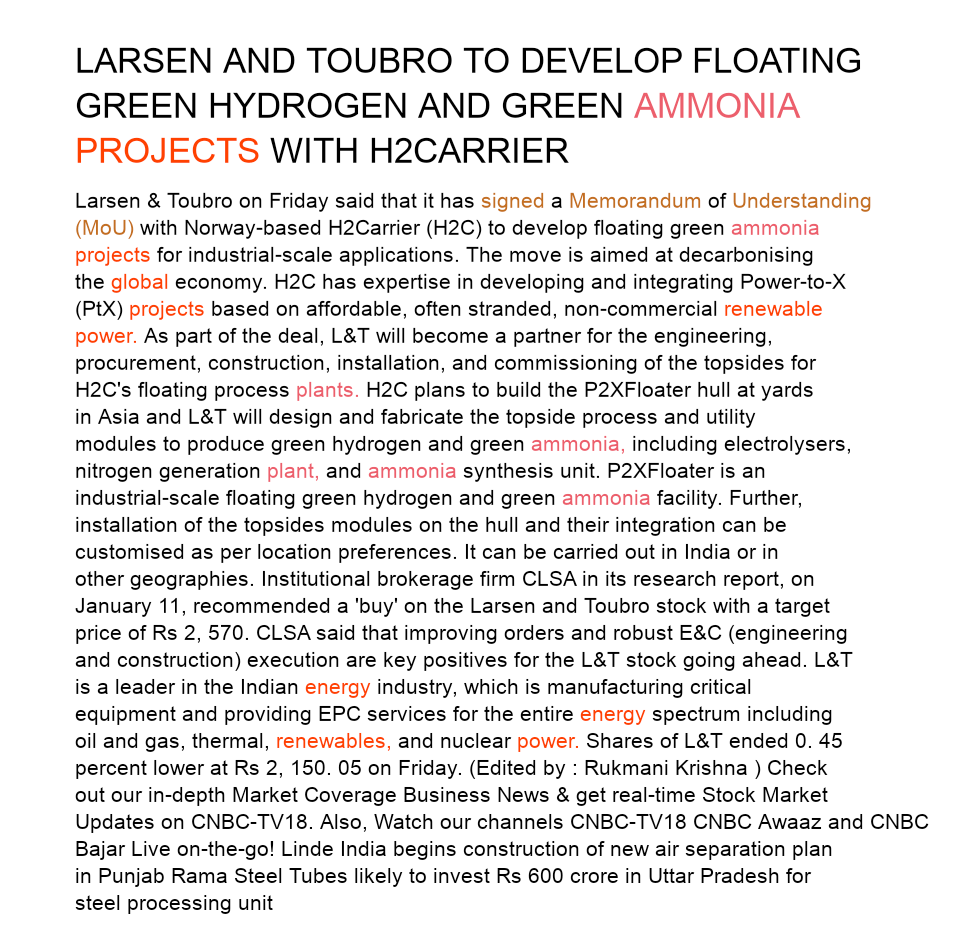 LARSEN AND TOUBRO TO DEVELOP FLOATING
GREEN HYDROGEN AND GREEN AMMONIA
PROJECTS WITH H2CARRIER
Larsen & Toubro on Friday said that it has signed a Memorandum of Understanding
(MoU) with Norway-based H2Carrier (H2C) to develop floating green ammonia
projects for industrial-scale applications. The move is aimed at decarbonising
the global economy. H2C has expertise in developing and integrating Power-to-X
(PtX) projects based on affordable, often stranded, non-commercial renewable
power. As part of the deal, L&T will become a partner for the engineering,
procurement, construction, installation, and commissioning of the topsides for
H2C's floating process plants. H2C plans to build the P2XFloater hull at yards
in Asia and L&T will design and fabricate the topside process and utility
modules to produce green hydrogen and green ammonia, including electrolysers,
nitrogen generation plant, and ammonia synthesis unit. P2XFloater is an
industrial-scale floating green hydrogen and green ammonia facility. Further,
installation of the topsides modules on the hull and their integration can be
customised as per location preferences. It can be carried out in India or in
other geographies. Institutional brokerage firm CLSA in its research report, on
January 11, recommended a 'buy' on the Larsen and Toubro stock with a target
price of Rs 2, 570. CLSA said that improving orders and robust E&C (engineering
and construction) execution are key positives for the L&T stock going ahead. L&T
is a leader in the Indian energy industry, which is manufacturing critical
equipment and providing EPC services for the entire energy spectrum including
oil and gas, thermal, renewables, and nuclear power. Shares of L&T ended 0. 45
percent lower at Rs 2, 150. 05 on Friday. (Edited by : Rukmani Krishna ) Check
out our in-depth Market Coverage Business News & get real-time Stock Market
Updates on CNBC-TV18. Also, Watch our channels CNBC-TV18 CNBC Awaaz and CNBC
Bajar Live on-the-go! Linde India begins construction of new air separation plan
in Punjab Rama Steel Tubes likely to invest Rs 600 crore in Uttar Pradesh for
steel processing unit